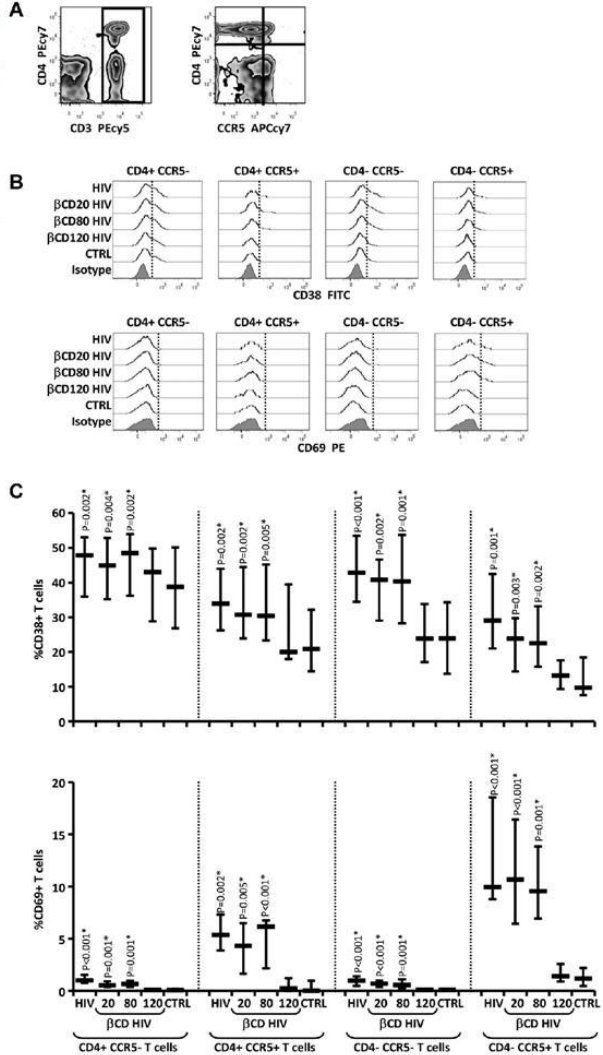 A
CD4 PEcy7
CD3 PEcy5
CD4 PEcy7
CCR5 APCcy7
B
CD4+ CCR5- CD4+ CCR5+ CD4- CCR5- CD4- CCR5+
HIV
βCD20 HIV
βCD80 HIV
βCD120 HIV
CTRL
Isotype
CD38 FITC
CD4+ CCR5- CD4+ CCR5+ CD4- CCR5- CD4- CCR5+
HIV
βCD20 HIV
βCD80 HIV
βCD120 HIV
CTRL
Isotype
CD69 PE
C
%CD38+ T cells
60
50
40
30
20
10
0
P=0.002* P=0.004* P=0.002*
P=0.002* P=0.002* P=0.005*
P<0.001* P=0.002* P=0.001*
P=0.001* P=0.003* P=0.002*
%CD69+ T cells
20
15
10
5
0
P<0.001* P=0.001* P=0.001*
P=0.002* P=0.005* P<0.001*
P<0.001* P<0.001* P=0.001*
P<0.001* P<0.001* P=0.001*
HIV 20 80 120 CTRL HIV 20 80 120 CTRL HIV 20 80 120 CTRL HIV 20 80 120 CTRL
βCD HIV βCD HIV βCD HIV βCD HIV
CD4+ CCR5- T cells CD4+ CCR5+ T cells CD4- CCR5- T cells CD4- CCR5+ T cells